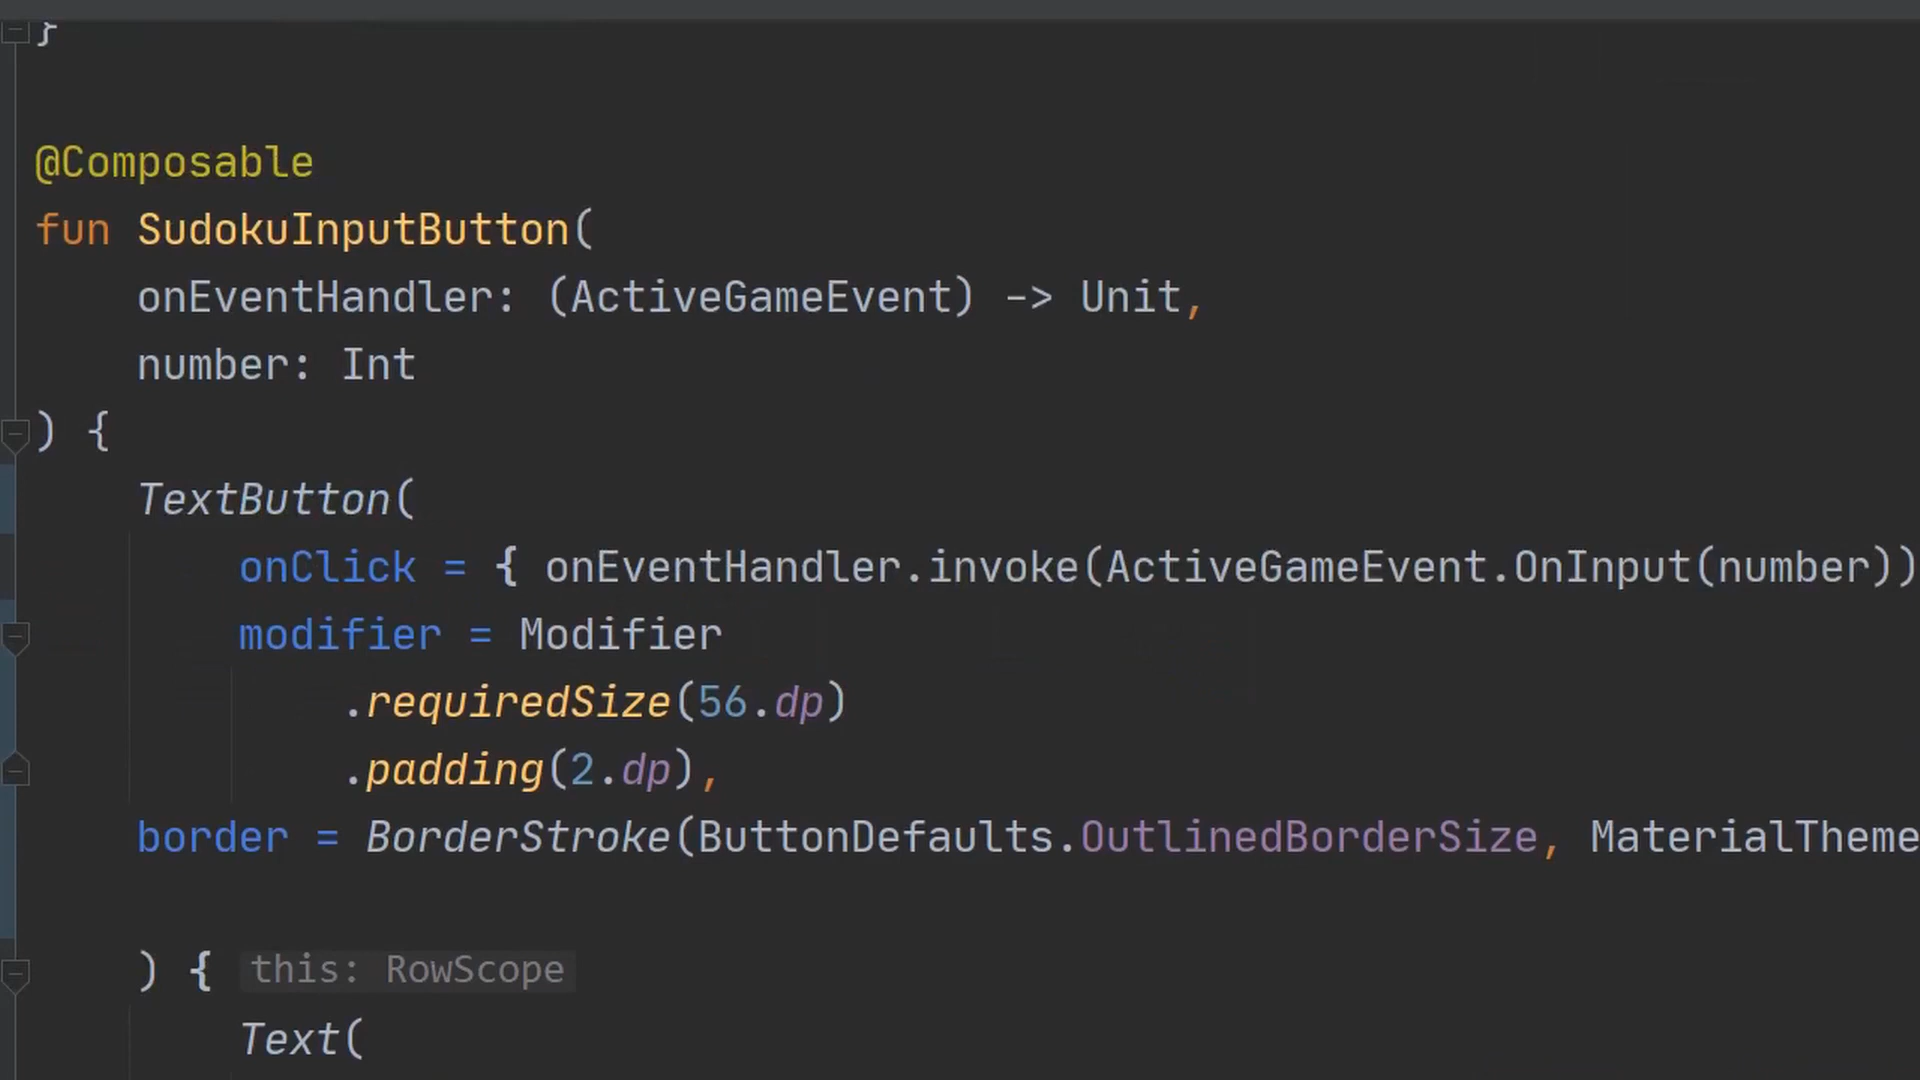 }
@Composable
fun SudokuInputButton(
onEventHandler: (ActiveGameEvent) -> Unit,
number: Int
) {
TextButton(
onClick = { onEventHandler.invoke(ActiveGameEvent.OnInput(number))
modifier = Modifier
.requiredSize(56.dp)
.padding(2.dp),
border = BorderStroke(ButtonDefaults.OutlinedBorderSize, MaterialTheme
) { this: RowScope
Text(